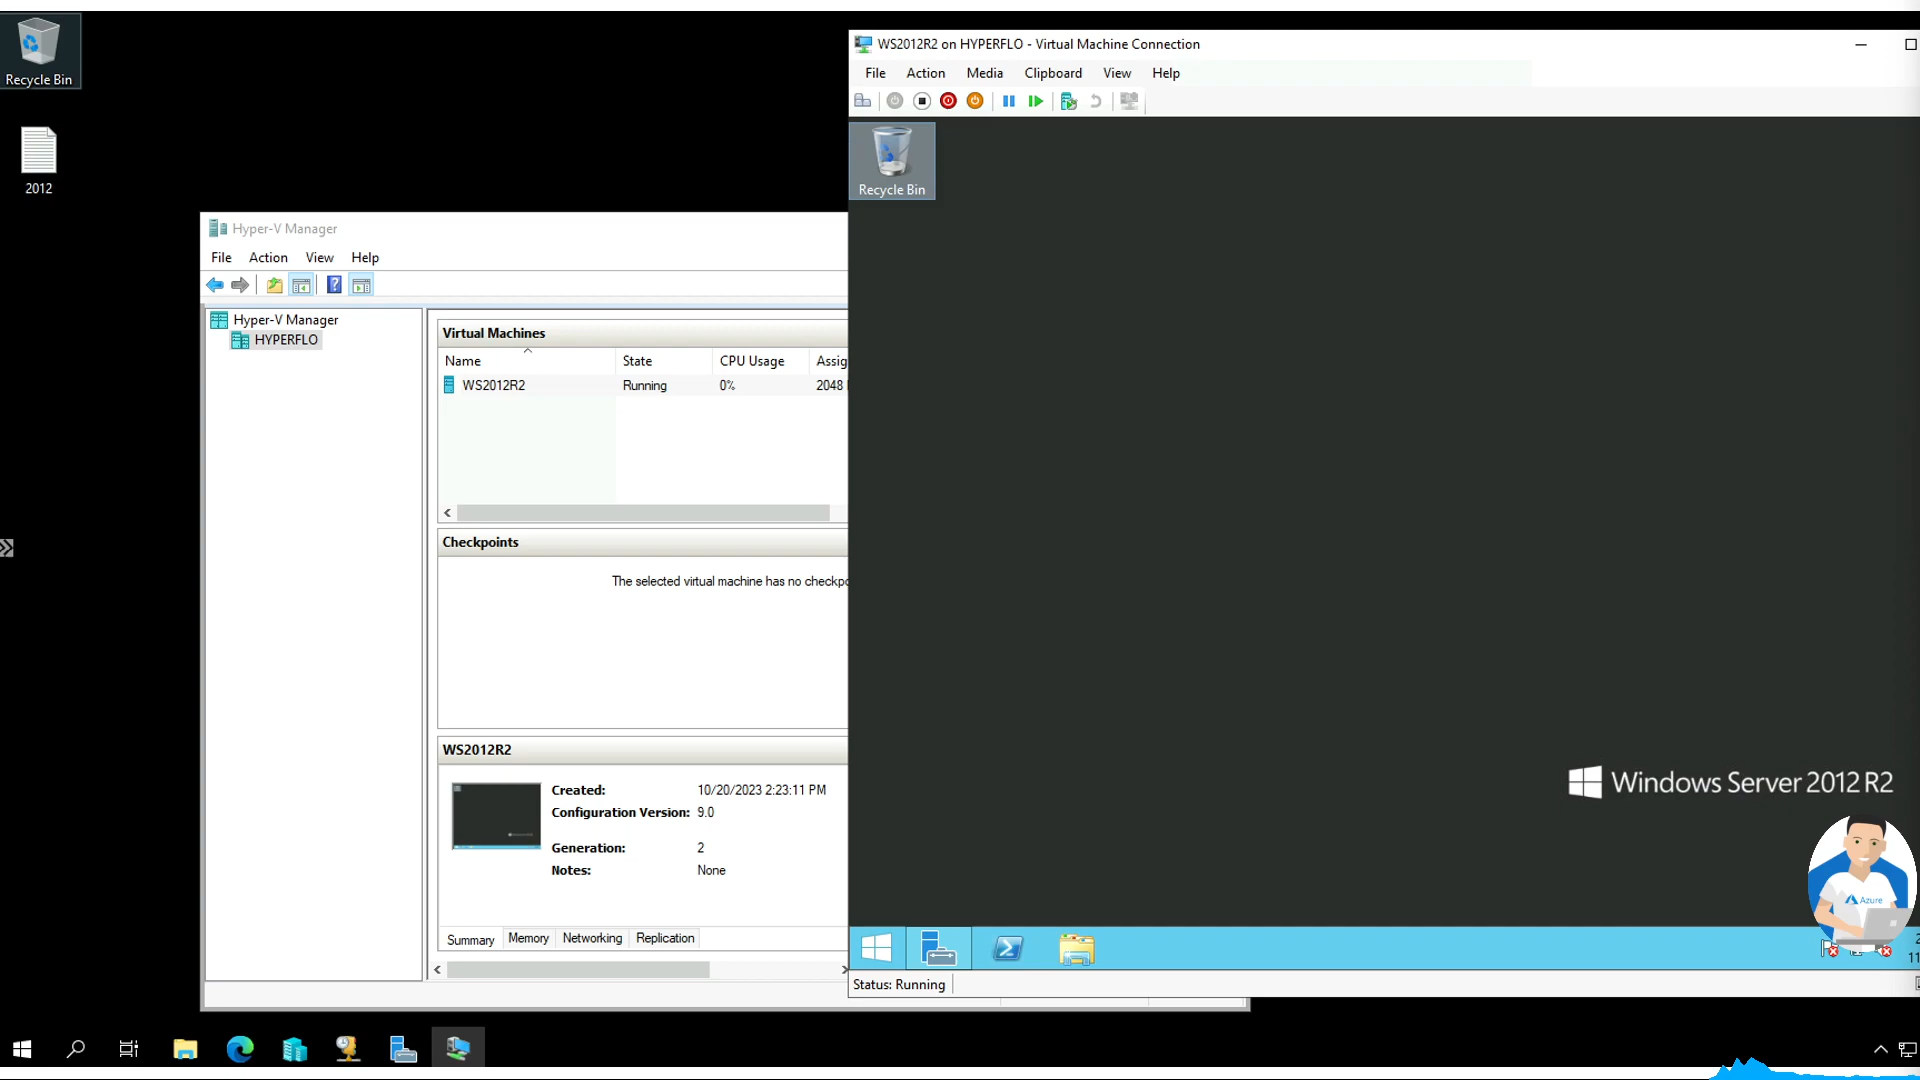 Recycle Bin
2012
Hyper-V Manager
File Action View Help
Hyper-V Manager
HYPERFLO
Virtual Machines
Name State CPU Usage Assig
WS2012R2 Running 0% 2048
Checkpoints
The selected virtual machine has no checkpo
WS2012R2
Created: 10/20/2023 2:23:11 PM
Configuration Version: 9.0
Generation: 2
Notes: None
Summary Memory Networking Replication
WS2012R2 on HYPERFLO - Virtual Machine Connection
File Action Media Clipboard View Help
Recycle Bin
Windows Server 2012 R2
Azure
11
Status: Running